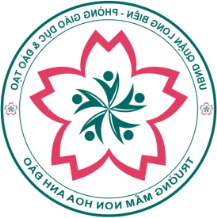 UBND QUẬN LONG BIÊN - PHÒNG GIÁO DỤC & ĐÀO TẠO
TRƯỜNG MẦM NON HOA ANH ĐÀO